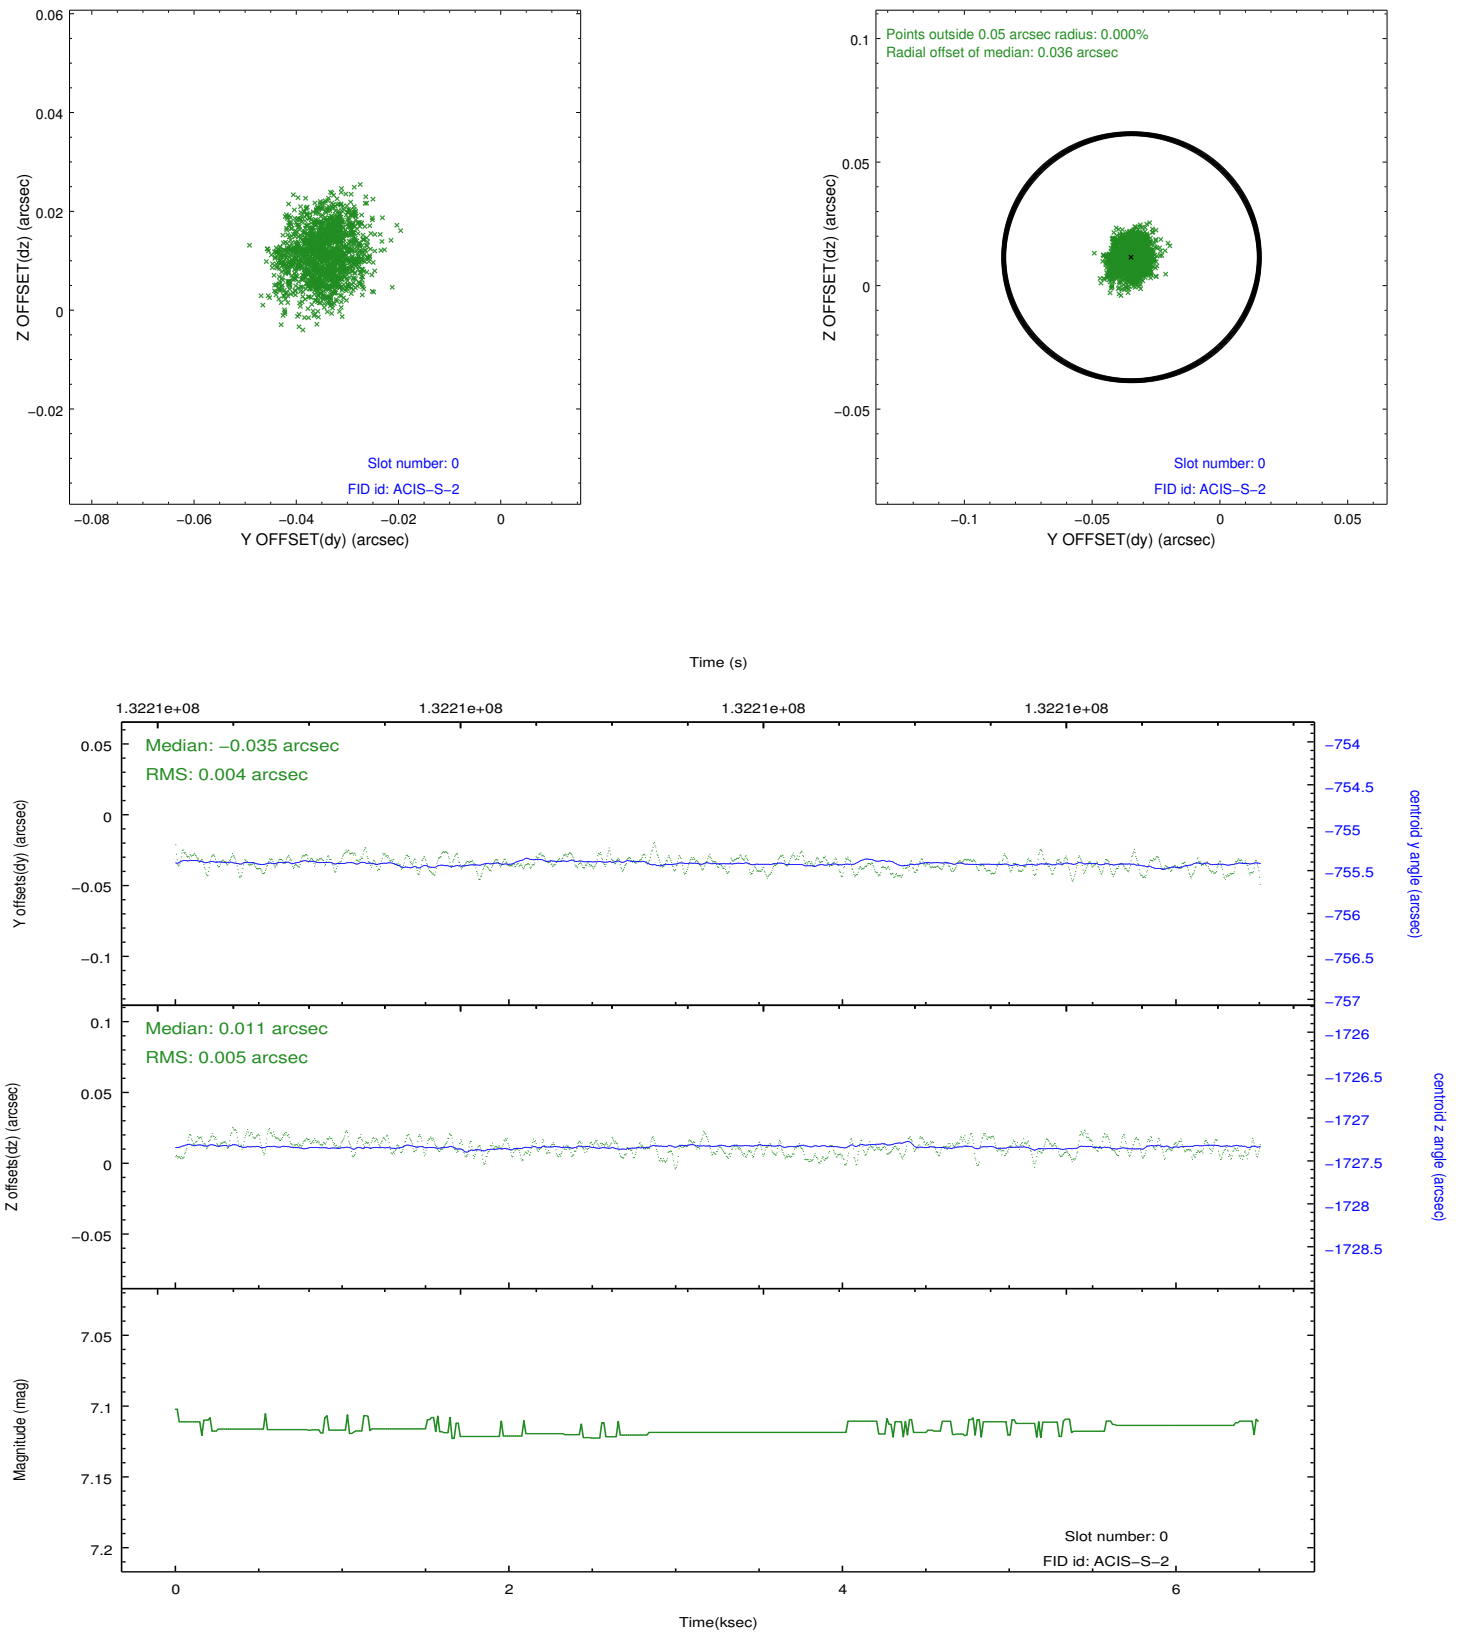 0.06
0.04
0.02
0
−0.02
−0.08
−0.06
−0.04
−0.02
0
Z OFFSET(dz) (arcsec)
Y OFFSET(dy) (arcsec)
Slot number: 0
FID id: ACIS−S−2
Points outside 0.05 arcsec radius: 0.000%
Radial offset of median: 0.036 arcsec
0.1
0.05
0
−0.05
−0.1
−0.05
0
0.05
Z OFFSET(dz) (arcsec)
Y OFFSET(dy) (arcsec)
Slot number: 0
FID id: ACIS−S−2
Time (s)
1.3221e+08
1.3221e+08
1.3221e+08
1.3221e+08
Median: −0.035 arcsec
RMS: 0.004 arcsec
0.05
0
−0.05
−0.1
Y offsets(dy) (arcsec)
−754
−754.5
−755
−755.5
−756
−756.5
−757
centroid y angle (arcsec)
Median: 0.011 arcsec
RMS: 0.005 arcsec
0.1
0.05
0
−0.05
Z offsets(dz) (arcsec)
−1726
−1726.5
−1727
−1727.5
−1728
−1728.5
centroid z angle (arcsec)
7.05
7.1
7.15
7.2
Magnitude (mag)
Slot number: 0
FID id: ACIS−S−2
0
2
4
6
Time(ksec)